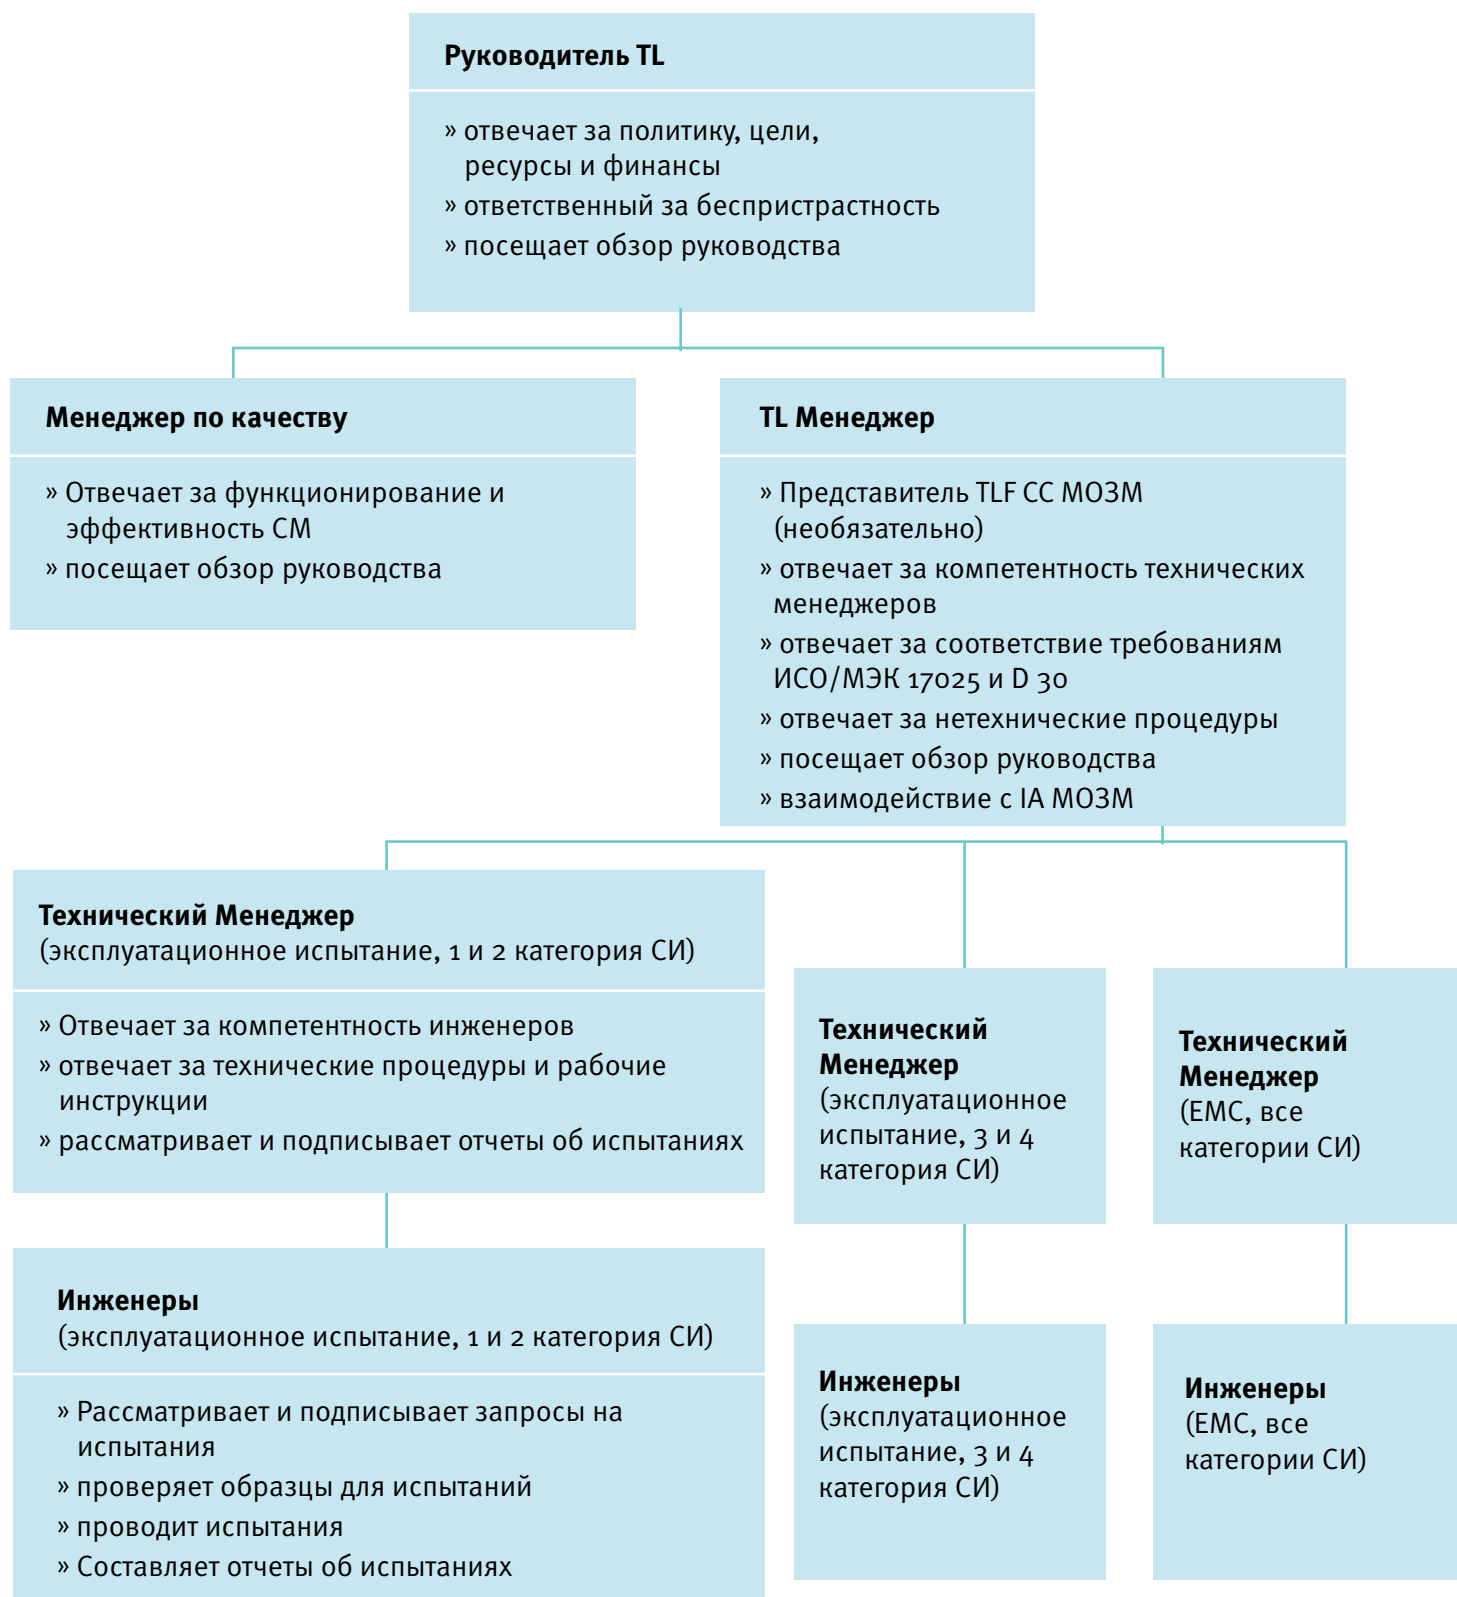 Руководитель TL
» отвечает за политику, цели,
ресурсы и финансы
» ответственный за беспристрастность
» посещает обзор руководства
Менеджер по качеству
» Отвечает за функционирование и
эффективность СМ
» посещает обзор руководства
TL Менеджер
» Представитель TLF СС МОЗМ
(необязательно)
» отвечает за компетентность технических
менеджеров
» отвечает за соответствие требованиям
ИСО/МЭК 17025 и D 30
» отвечает за нетехнические процедуры
» посещает обзор руководства
» взаимодействие с IA МОЗМ
Технический Менеджер
(эксплуатационное испытание, 1 и 2 категория СИ)
» Отвечает за компетентность инженеров
» отвечает за технические процедуры и рабочие
инструкции
» рассматривает и подписывает отчеты об испытаниях
Технический
Менеджер
(эксплуатационное
испытание, 3 и 4
категория СИ)
Технический
Менеджер
(EMC, все
категории СИ)
Инженеры
(эксплуатационное испытание, 1 и 2 категория СИ)
» Рассматривает и подписывает запросы на
испытания
» проверяет образцы для испытаний
» проводит испытания
» Составляет отчеты об испытаниях
Инженеры
(эксплуатационное
испытание, 3 и 4
категория СИ)
Инженеры
(EMC, все
категории СИ)